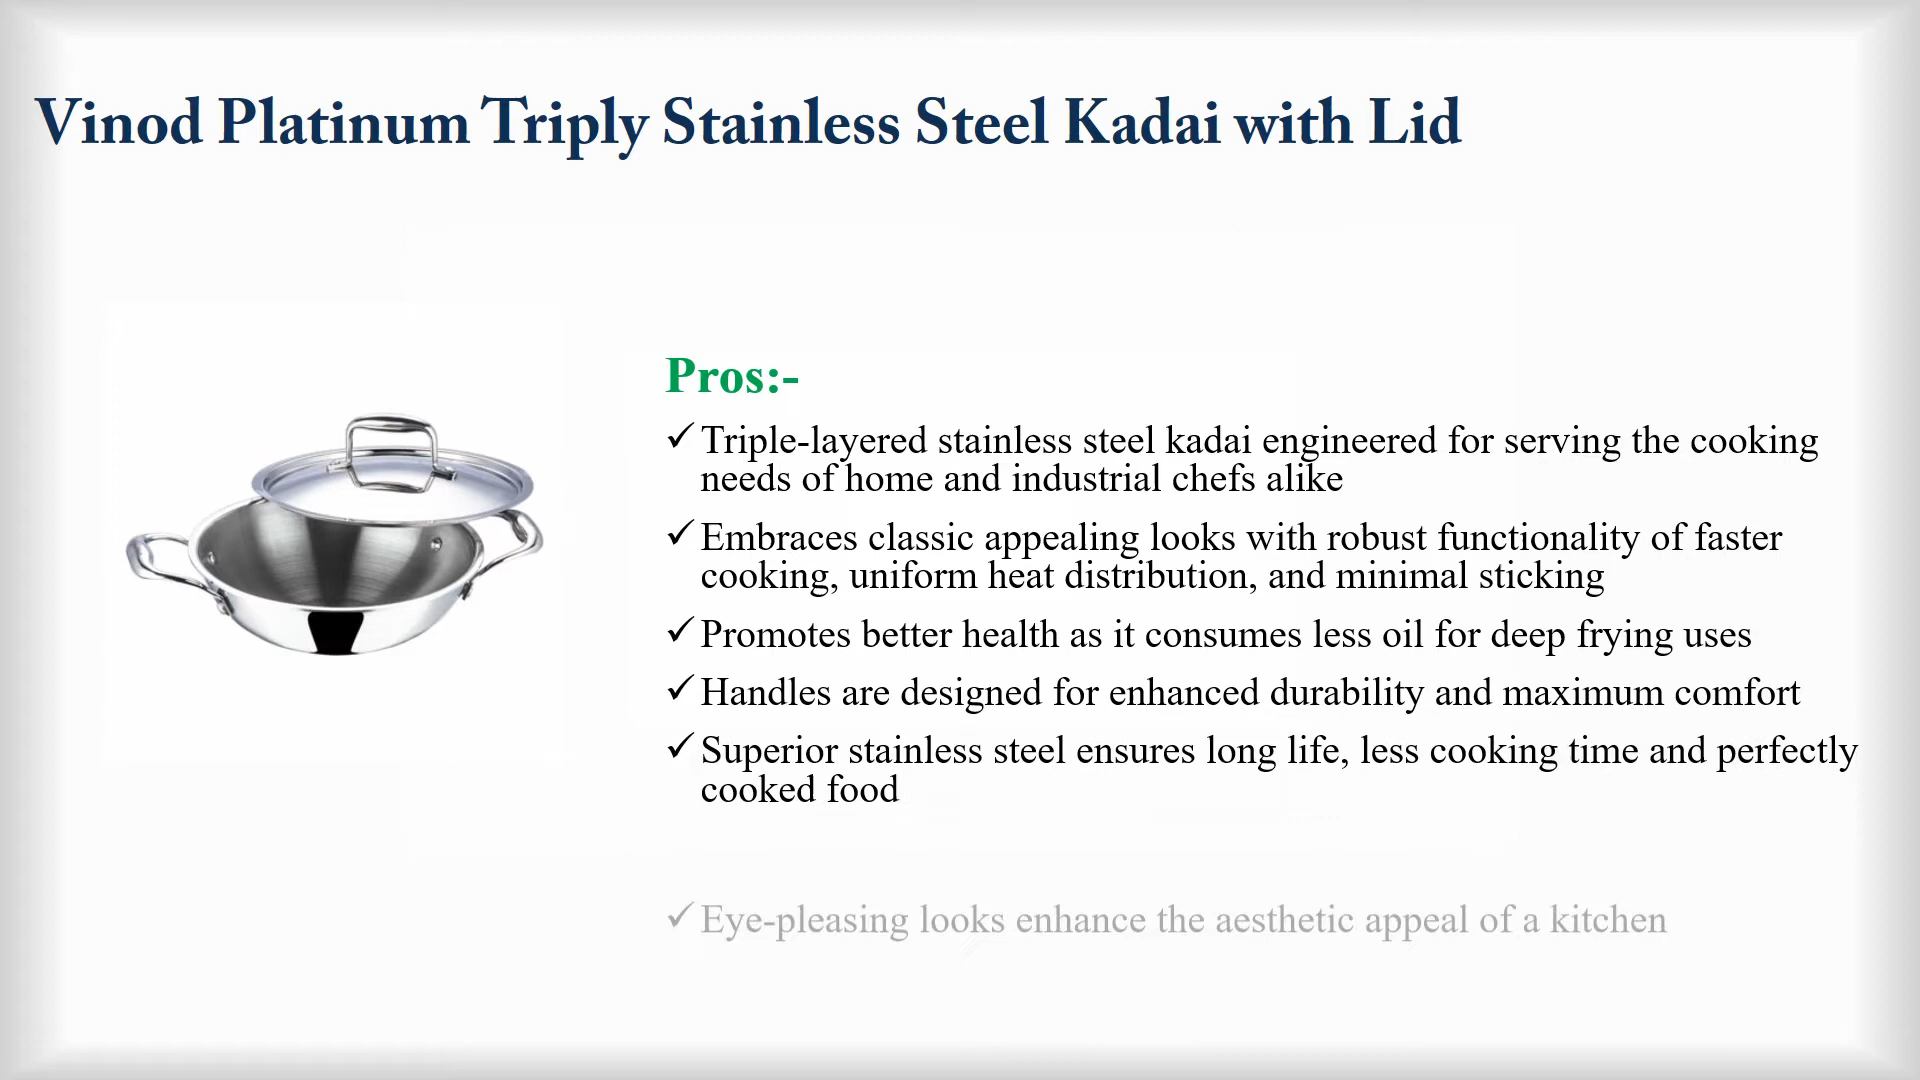 Vinod Platinum Triply Stainless Steel Kadai with Lid
Pros:-
✓ Triple-layered stainless steel kadai engineered for serving the cooking
needs of home and industrial chefs alike
✓ Embraces classic appealing looks with robust functionality of faster
cooking, uniform heat distribution, and minimal sticking
✓ Promotes better health as it consumes less oil for deep frying uses
✓ Handles are designed for enhanced durability and maximum comfort
✓ Superior stainless steel ensures long life, less cooking time and perfectly
cooked food
✓ Eye-pleasing looks enhance the aesthetic appeal of a kitchen